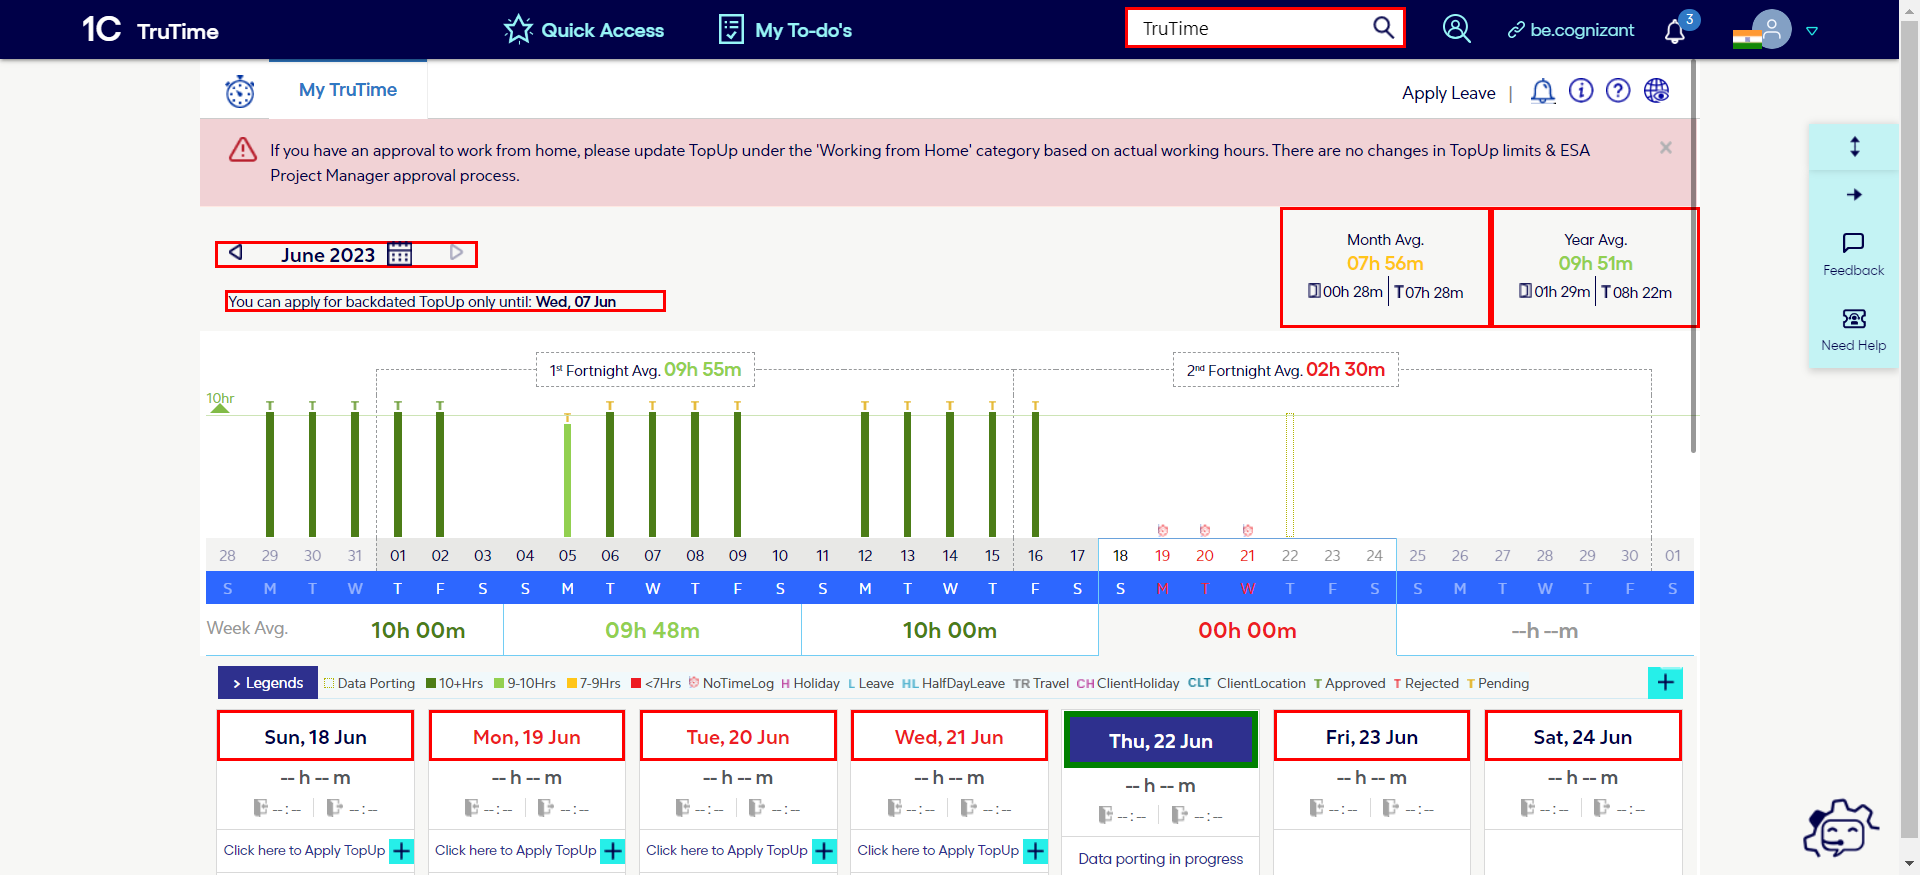 1C TruTime
Quick Access
My To-do's
TruTime
be.cognizant
3
My TruTime
Apply Leave |
If you have an approval to work from home, please update TopUp under the 'Working from Home' category based on actual working hours. There are no changes in TopUp limits & ESA
Project Manager approval process.
×
June 2023
You can apply for backdated TopUp only until: Wed, 07 Jun
Month Avg.
07h 56m
00h 28m | T 07h 28m
Year Avg.
09h 51m
01h 29m | T 08h 22m
Feedback
Need Help
1st Fortnight Avg. 09h 55m
2nd Fortnight Avg. 02h 30m
10hr
T T T T T T T T T T T T T T T T
28 29 30 31 01 02 03 04 05 06 07 08 09 10 11 12 13 14 15 16 17 18 19 20 21 22 23 24 25 26 27 28 29 30 01
S M T W T F S S M T W T F S S M T W T F S S M T W T F S S M T W T F S
Week Avg. 10h 00m 09h 48m 10h 00m 00h 00m --h --m
> Legends Data Porting 10+Hrs 9-10Hrs 7-9Hrs <7Hrs NoTimeLog H Holiday L Leave HL HalfDayLeave TR Travel CH ClientHoliday CLT ClientLocation T Approved T Rejected T Pending +
Sun, 18 Jun
-- h -- m
--:-- --:--
Click here to Apply TopUp +
Mon, 19 Jun
-- h -- m
--:-- --:--
Click here to Apply TopUp +
Tue, 20 Jun
-- h -- m
--:-- --:--
Click here to Apply TopUp +
Wed, 21 Jun
-- h -- m
--:-- --:--
Click here to Apply TopUp +
Thu, 22 Jun
-- h -- m
--:-- --:--
Data porting in progress
Fri, 23 Jun
-- h -- m
--:-- --:--
Sat, 24 Jun
-- h -- m
--:-- --:--